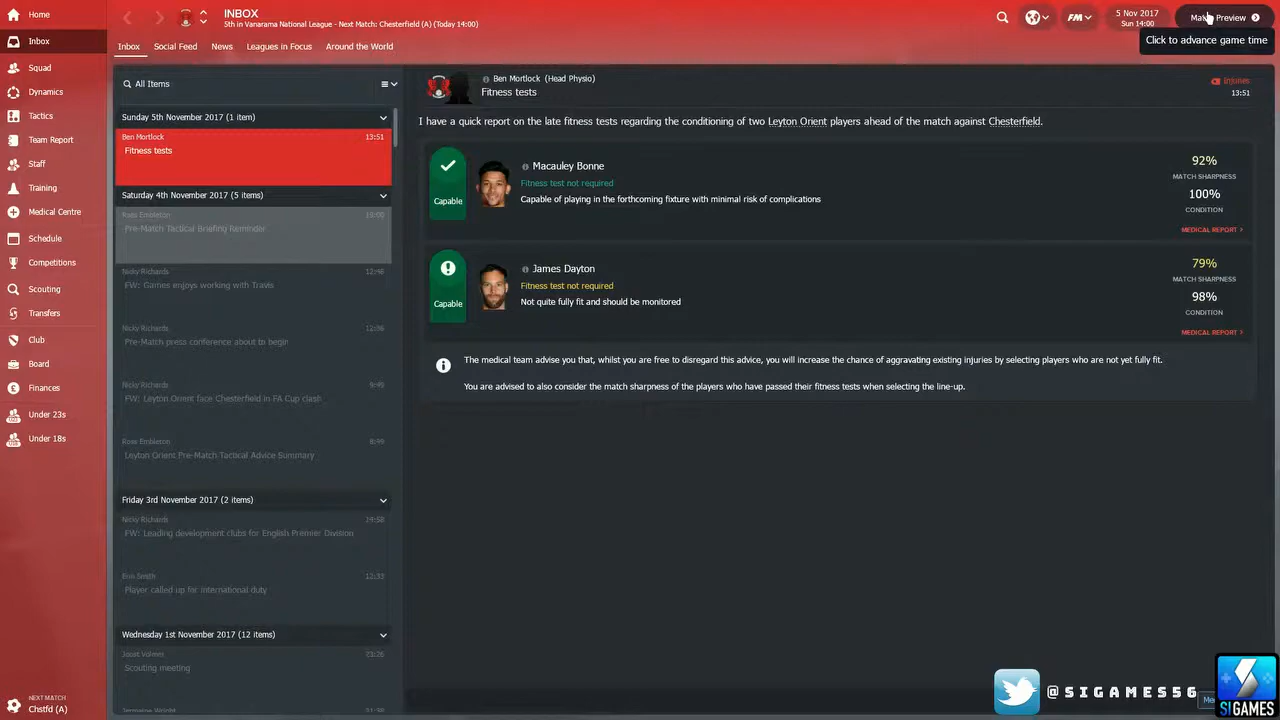 Home
Inbox
Squad
Dynamics
Tactics
Team Report
Staff
Training
Medical Centre
Schedule
Competitions
Scouting
Transfers
Club
Board
Finances
Under 23s
Under 18s
NEXT MATCH
Chstfd (A)
INBOX
5th in Vanarama National League - Next Match: Chesterfield (A) (Today 14:00)
FM
5 Nov 2017
Sun 14:00
Match Preview
Click to advance game time
Inbox
Social Feed
News
Leagues in Focus
Around the World
All Items
Sunday 5th November 2017 (1 item)
Ben Mortlock 13:51
Fitness tests
Saturday 4th November 2017 (5 items)
Ross Embleton
Pre-Match Tactical Briefing Reminder
Nicky Richards 12:48
FW: Games enjoys working with Travis
Nicky Richards 12:36
Pre-Match press conference about to begin
Nicky Richards
FW: Leyton Orient face Chesterfield in FA Cup clash
Ross Embleton
Leyton Orient Pre-Match Tactical Advice Summary
Friday 3rd November 2017 (2 items)
Nicky Richards 19:58
FW: Leading development clubs for English Premier Division
Erin Smith 12:33
Player called up for international duty
Wednesday 1st November 2017 (12 items)
Joost Volmer 23:26
Scouting meeting
Jermaine Wright
Ben Mortlock (Head Physio)
Fitness tests
Injuries
13:51
I have a quick report on the late fitness tests regarding the conditioning of two Leyton Orient players ahead of the match against Chesterfield.
Capable
Macauley Bonne
Fitness test not required
Capable of playing in the forthcoming fixture with minimal risk of complications
92%
MATCH SHARPNESS
100%
CONDITION
MEDICAL REPORT >
Capable
James Dayton
Fitness test not required
Not quite fully fit and should be monitored
79%
MATCH SHARPNESS
98%
CONDITION
MEDICAL REPORT >
The medical team advise you that, whilst you are free to disregard this advice, you will increase the chance of aggravating existing injuries by selecting players who are not yet fully fit.
You are advised to also consider the match sharpness of the players who have passed their fitness tests when selecting the line-up.
@SIGAMES56
SIGAMES